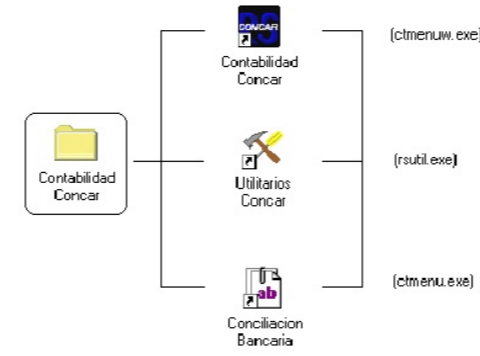 CONCAR
Contabilidad
Concar
(ctmenuw.exe)
Contabilidad
Concar
Utilitarios
Concar
(rsutil.exe)
ab
Conciliacion
Bancaria
(ctmenu.exe)